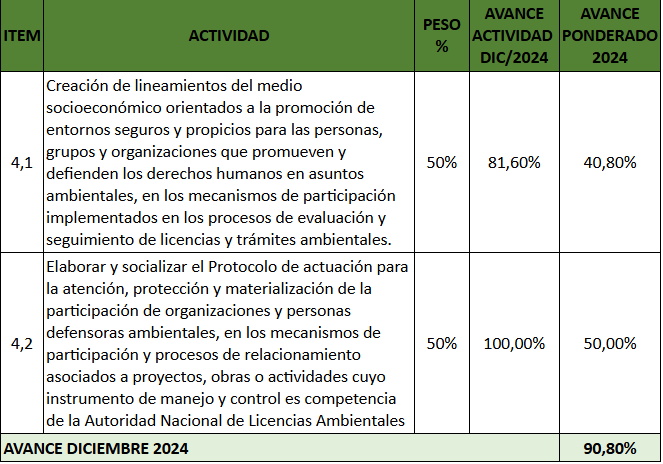 ITEM
ACTIVIDAD
PESO
%
AVANCE
ACTIVIDAD
DIC/2024
AVANCE
PONDERADO
2024
4,1
Creación de lineamientos del medio
socioeconómico orientados a la promoción de
entornos seguros y propicios para las personas,
grupos y organizaciones que promueven y
defienden los derechos humanos en asuntos
ambientales, en los mecanismos de participación
implementados en los procesos de evaluación y
seguimiento de licencias y trámites ambientales.
50%
81,60%
40,80%
4,2
Elaborar y socializar el Protocolo de actuación para
la atención, protección y materialización de la
participación de organizaciones y personas
defensoras ambientales, en los mecanismos de
participación y procesos de relacionamiento
asociados a proyectos, obras o actividades cuyo
instrumento de manejo y control es competencia
de la Autoridad Nacional de Licencias Ambientales
50%
100,00%
50,00%
AVANCE DICIEMBRE 2024
90,80%